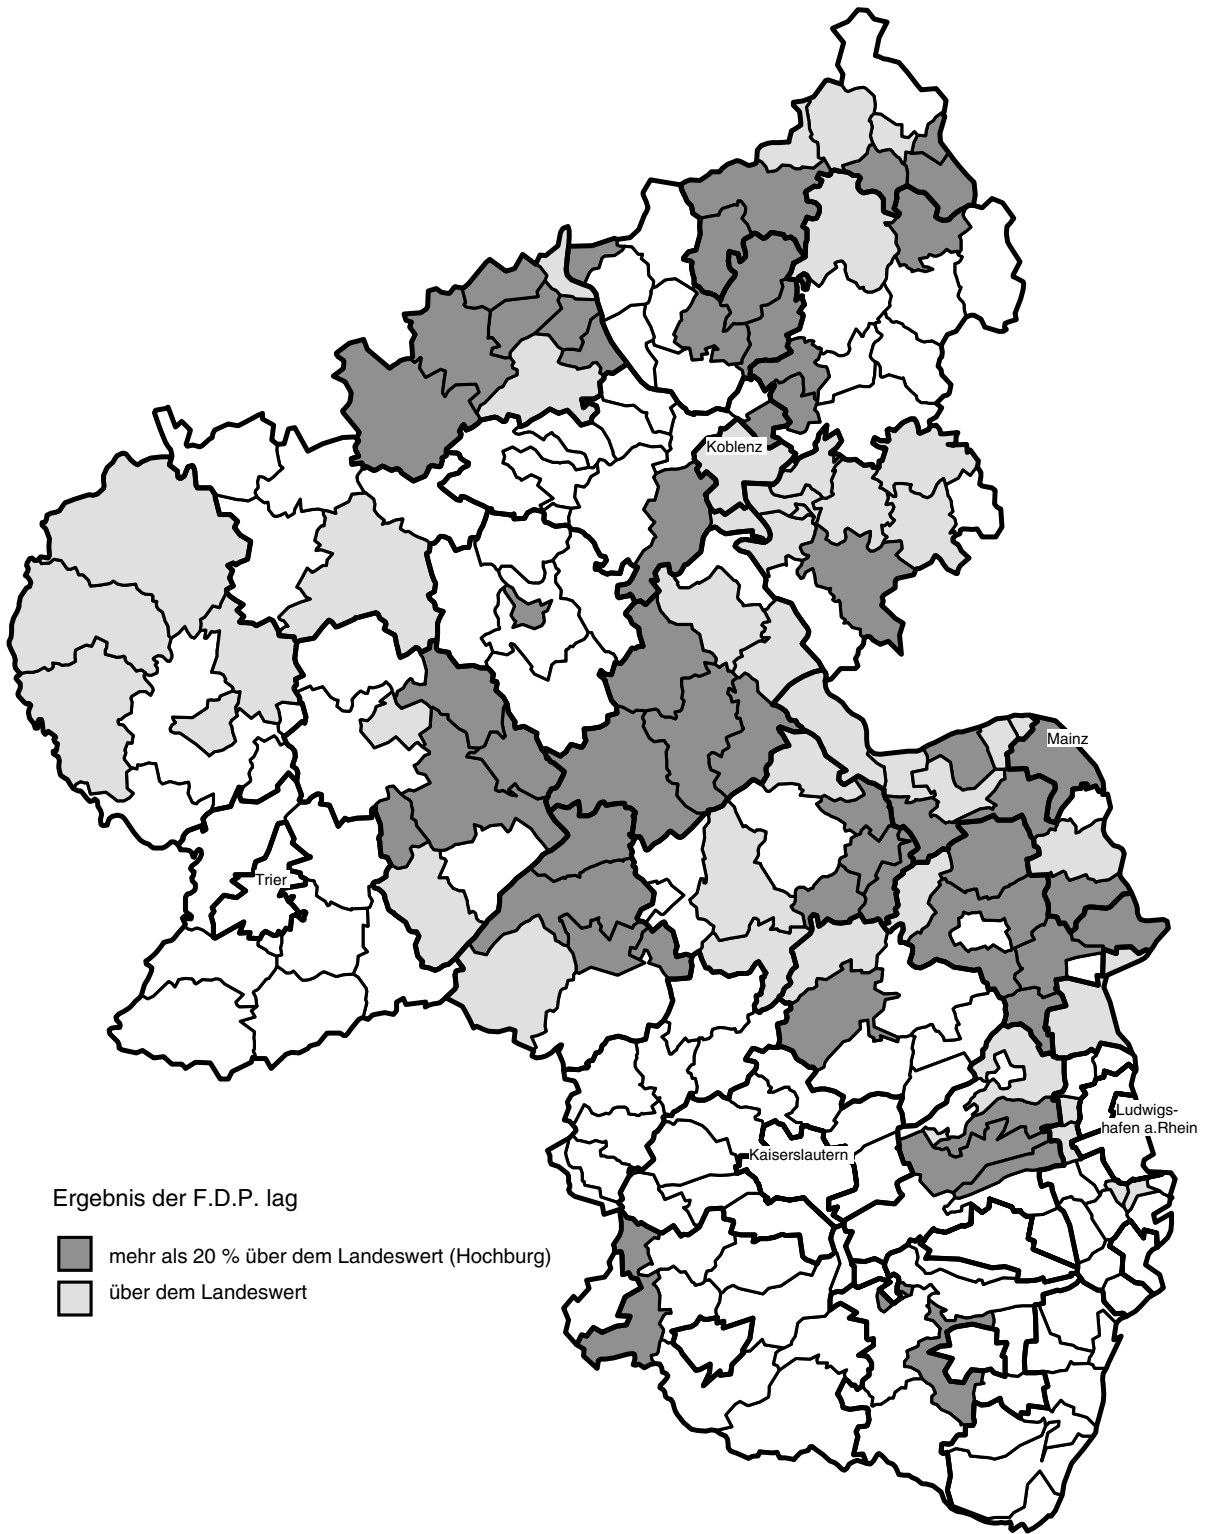 Koblenz
Mainz
Trier
Ludwigs-
hafen a.Rhein
Kaiserslautern
Ergebnis der F.D.P. lag
mehr als 20 % über dem Landeswert (Hochburg)
über dem Landeswert